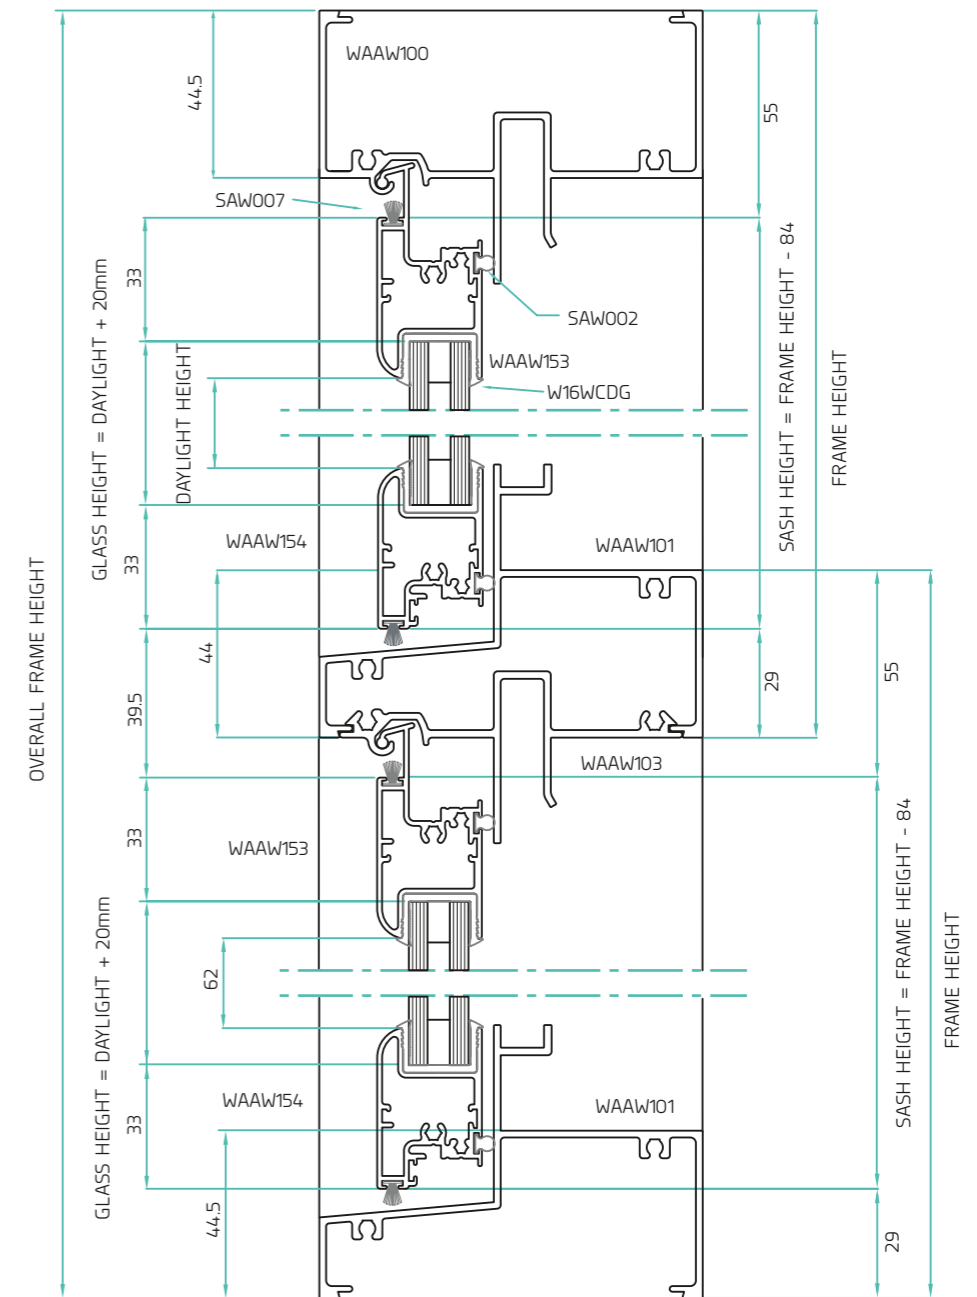 WAAW100
44.5
55
SAW007
33
GLASS HEIGHT = DAYLIGHT + 20mm
DAYLIGHT HEIGHT
SAW002
WAAW153
W16WCDG
SASH HEIGHT = FRAME HEIGHT - 84
FRAME HEIGHT
WAAW154
WAAW101
33
OVERALL FRAME HEIGHT
44
39.5
29
55
WAAW103
33
WAAW153
GLASS HEIGHT = DAYLIGHT + 20mm
62
SASH HEIGHT = FRAME HEIGHT - 84
FRAME HEIGHT
WAAW154
WAAW101
33
44.5
29